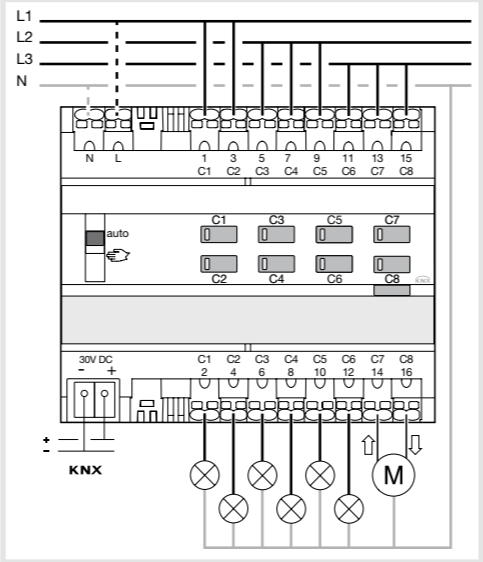 L1
L2
L3
N
N L 1 3 5 7 9 11 13 15
C1 C2 C3 C4 C5 C6 C7 C8
auto
C1 C3 C5 C7
C2 C4 C6 C8
KNX
30V DC C1 C2 C3 C4 C5 C6 C7 C8
- + 2 4 6 8 10 12 14 16
+
-
KNX
M